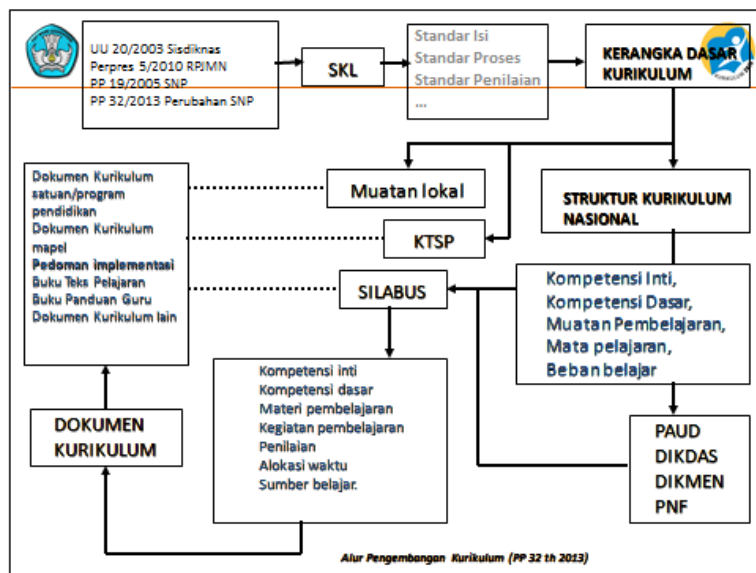 UU 20/2003 Sisdiknas
Perpres 5/2010 RPJMN
PP 19/2005 SNP
PP 32/2013 Perubahan SNP
SKL
Standar Isi
Standar Proses
Standar Penilaian
...
KERANGKA DASAR
KURIKULUM
Dokumen Kurikulum
satuan/program
pendidikan
Dokumen Kurikulum
mapel
Pedoman implementasi
Buku Teks Pelajaran
Buku Panduan Guru
Dokumen Kurikulum lain
Muatan lokal
KTSP
SILABUS
STRUKTUR KURIKULUM
NASIONAL
Kompetensi Inti,
Kompetensi Dasar,
Muatan Pembelajaran,
Mata pelajaran,
Beban belajar
Kompetensi inti
Kompetensi dasar
Materi pembelajaran
Kegiatan pembelajaran
Penilaian
Alokasi waktu
Sumber belajar.
DOKUMEN
KURIKULUM
PAUD
DIKDAS
DIKMEN
PNF
Alur Pengembangan Kurikulum (PP 32 th 2013)